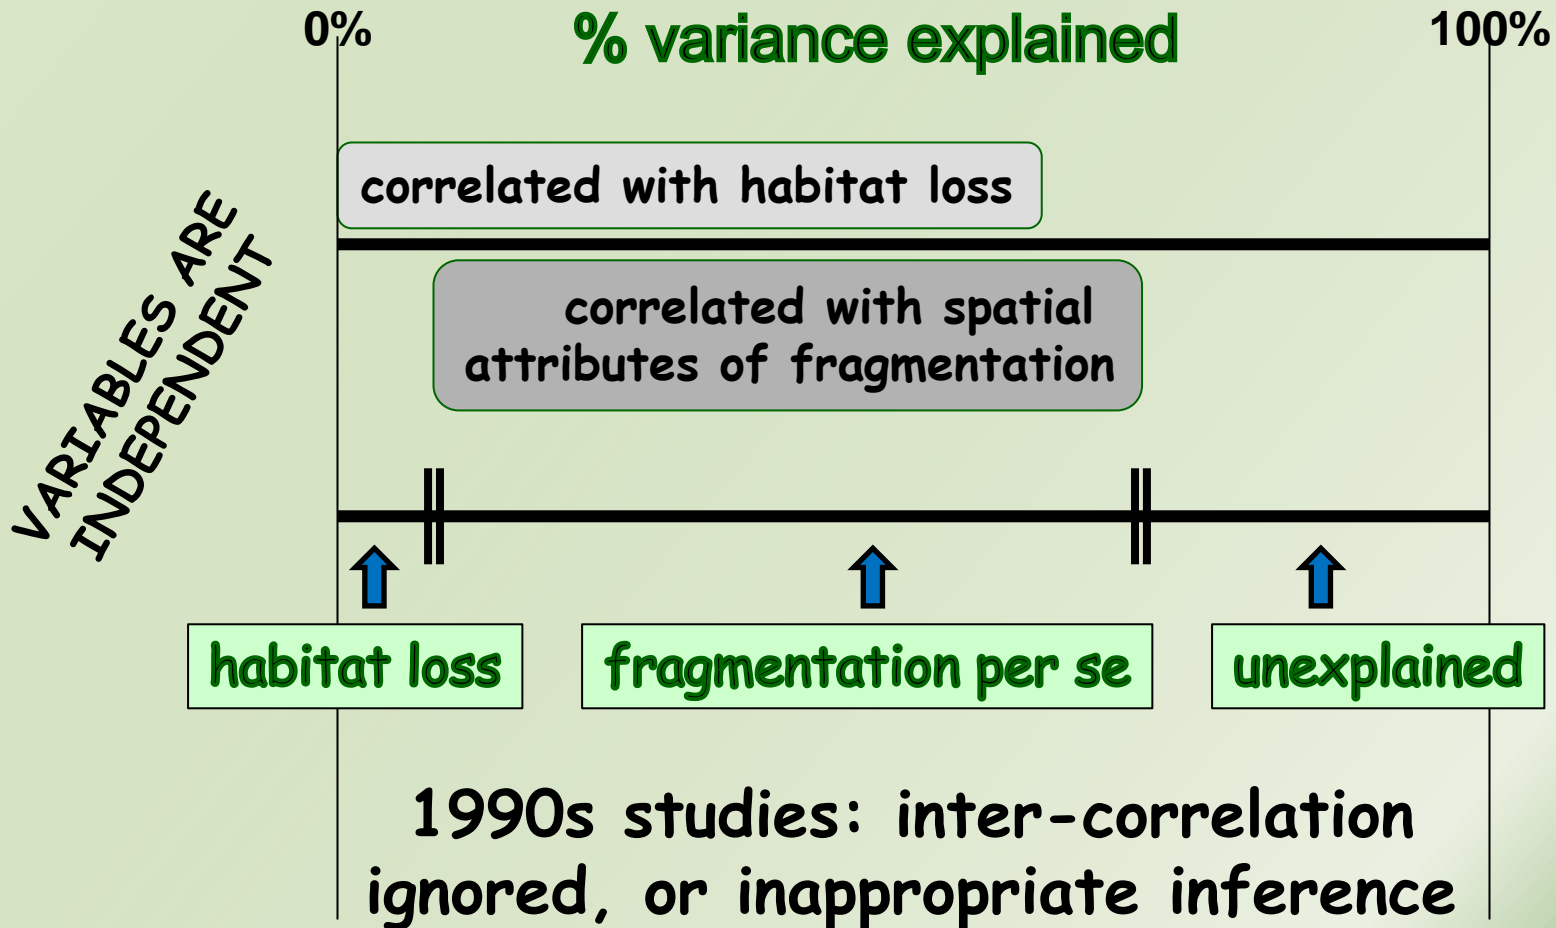 0%
% variance explained
100%
correlated with habitat loss
VARIABLES ARE
INDEPENDENT
correlated with spatial
attributes of fragmentation
habitat loss
fragmentation per se
unexplained
1990s studies: inter-correlation
ignored, or inappropriate inference